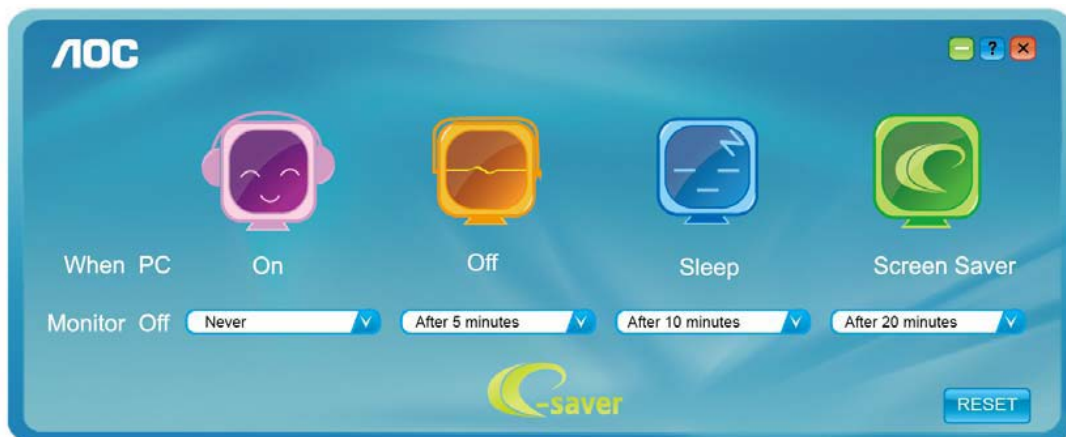 AOC
?
When PC On Off Sleep Screen Saver
Monitor Off Never After 5 minutes After 10 minutes After 20 minutes
e-saver
RESET